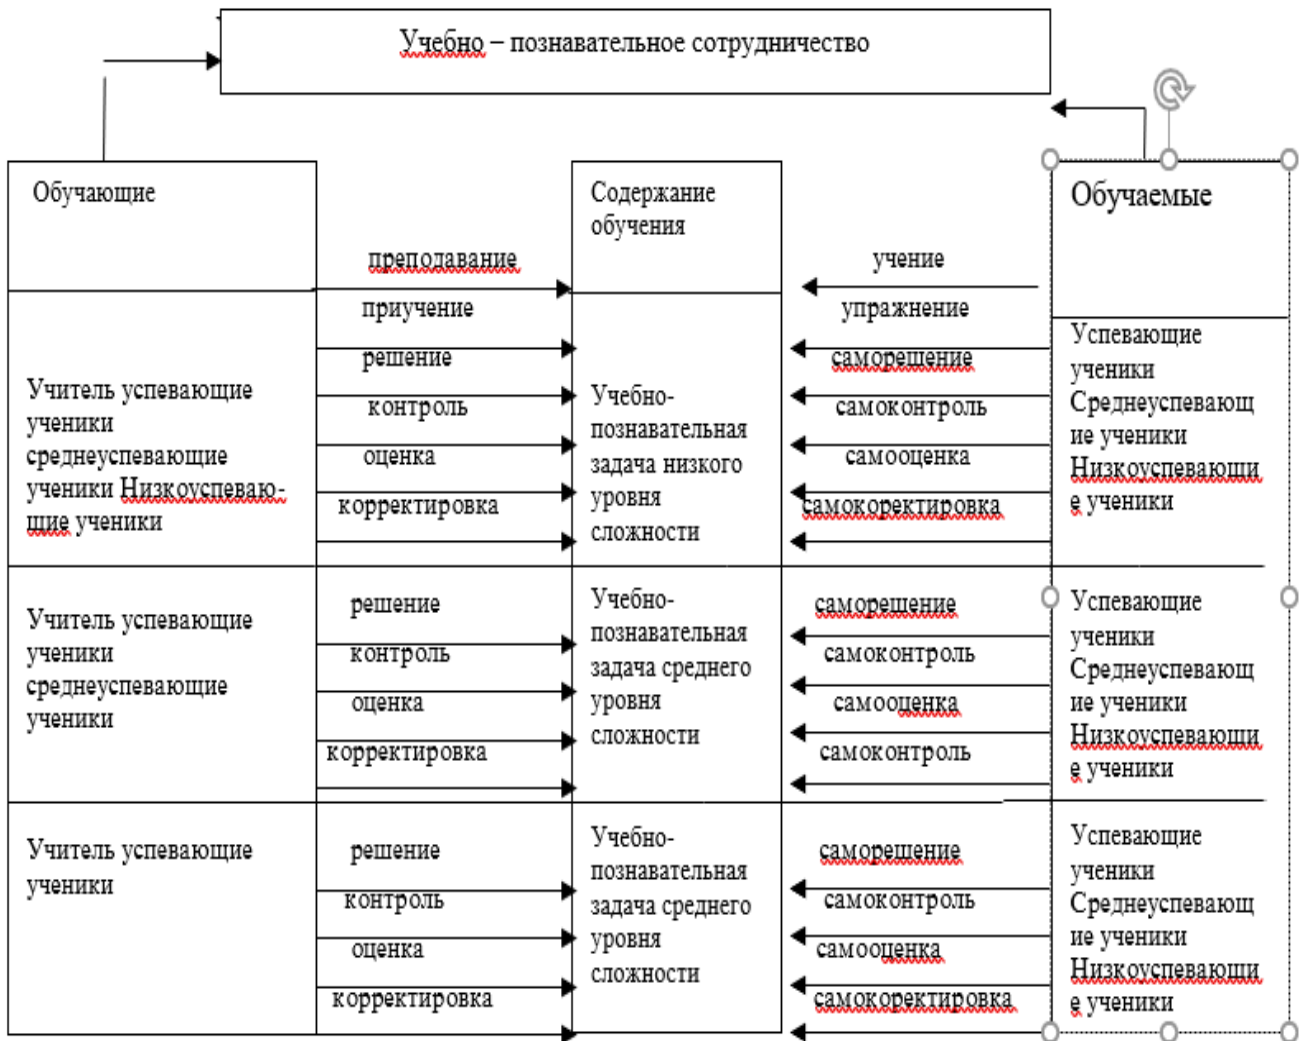 Учебно – познавательное сотрудничество
Обучающие
Содержание
обучения
Обучаемые
преподавание
приучение
решение
контроль
оценка
корректировка
учение
упражнение
саморешение
самоконтроль
самооценка
самокоректировка
Учитель успевающие
ученики
среднеуспевающие
ученики Низкоуспеваю-
щие ученики
Учебно-
познавательная
задача низкого
уровня
сложности
Успевающие
ученики
Среднеуспевающ
ие ученики
Низкоуспевающи
е ученики
Учитель успевающие
ученики
среднеуспевающие
ученики
решение
контроль
оценка
корректировка
Учебно-
познавательная
задача среднего
уровня
сложности
саморешение
самоконтроль
самооценка
самоконтроль
Успевающие
ученики
Среднеуспевающ
ие ученики
Низкоуспевающи
е ученики
Учитель успевающие
ученики
решение
контроль
оценка
корректировка
Учебно-
познавательная
задача среднего
уровня
сложности
саморешение
самоконтроль
самооценка
самокоректировка
Успевающие
ученики
Среднеуспевающ
ие ученики
Низкоуспевающи
е ученики